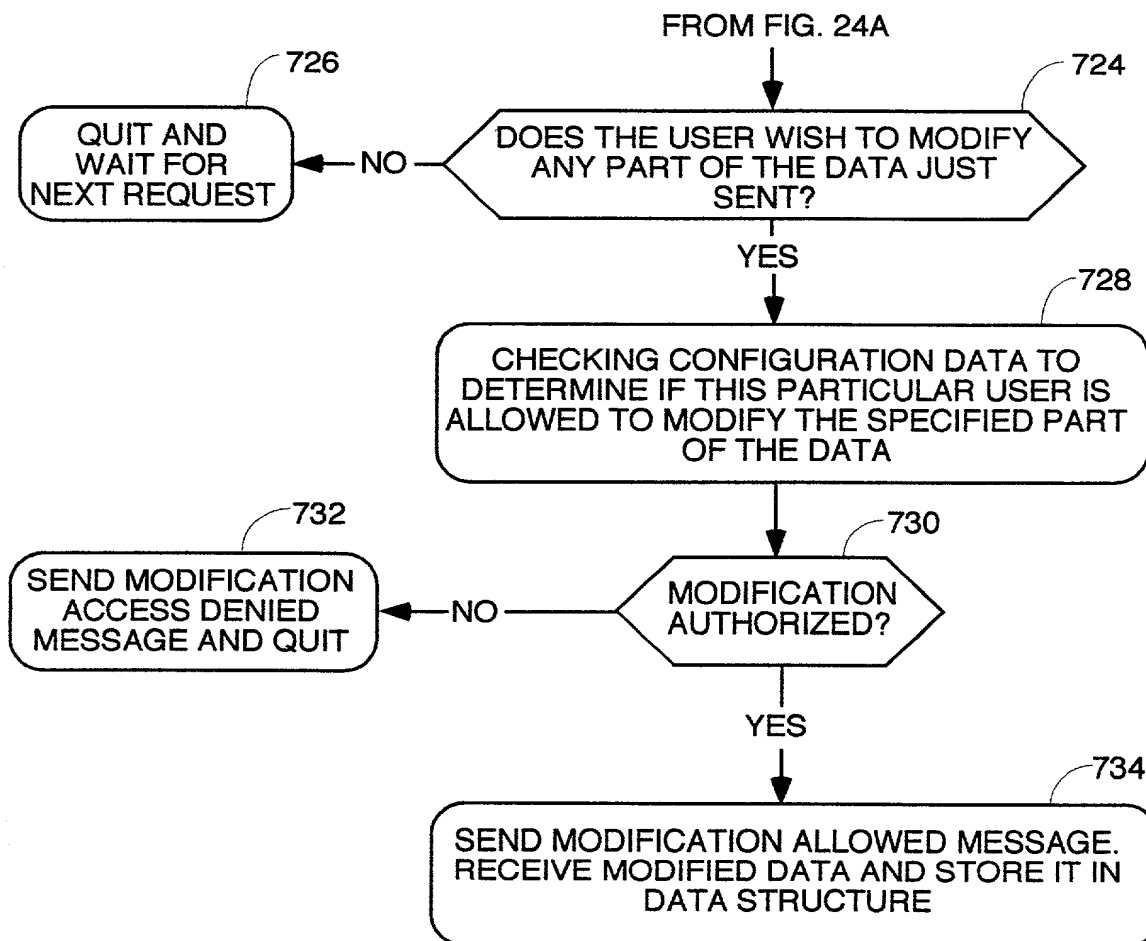 FROM FIG. 24A
726
724
QUIT AND
WAIT FOR
NEXT REQUEST
NO
DOES THE USER WISH TO MODIFY
ANY PART OF THE DATA JUST
SENT?
YES
728
CHECKING CONFIGURATION DATA TO
DETERMINE IF THIS PARTICULAR USER IS
ALLOWED TO MODIFY THE SPECIFIED PART
OF THE DATA
732
730
SEND MODIFICATION
ACCESS DENIED
MESSAGE AND QUIT
NO
MODIFICATION
AUTHORIZED?
YES
734
SEND MODIFICATION ALLOWED MESSAGE.
RECEIVE MODIFIED DATA AND STORE IT IN
DATA STRUCTURE